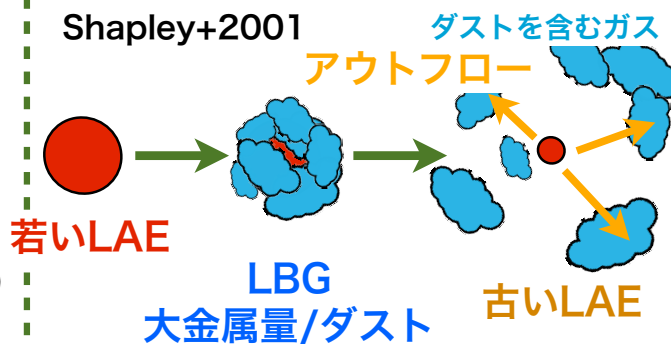 Shapley+2001
ダストを含むガス
アウトフロー
若いLAE
LBG
大金属量/ダスト
古いLAE